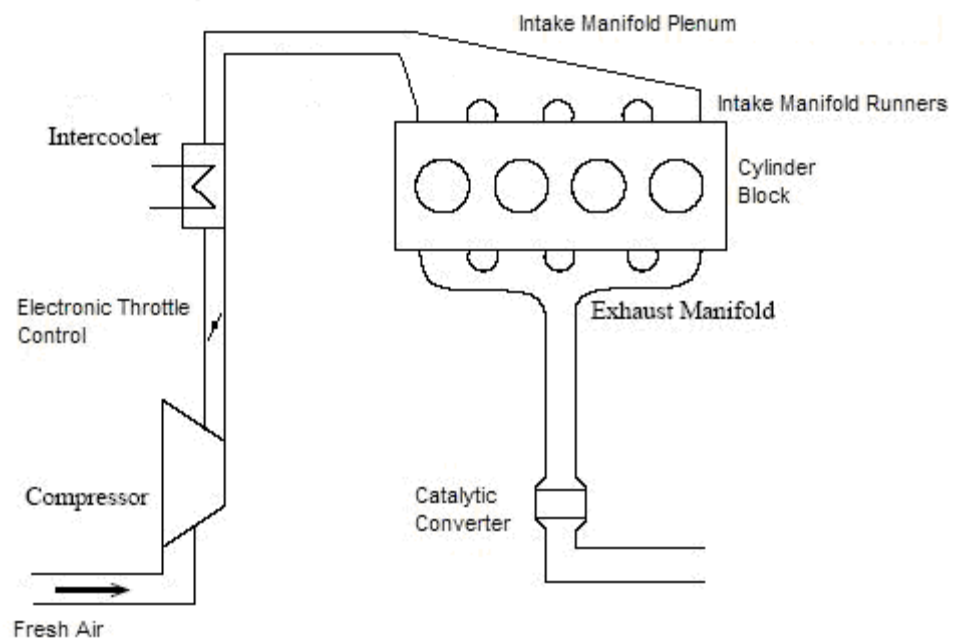 Intake Manifold Plenum
Intake Manifold Runners
Intercooler
Cylinder
Block
Electronic Throttle
Control
Exhaust Manifold
Compressor
Catalytic
Converter
Fresh Air